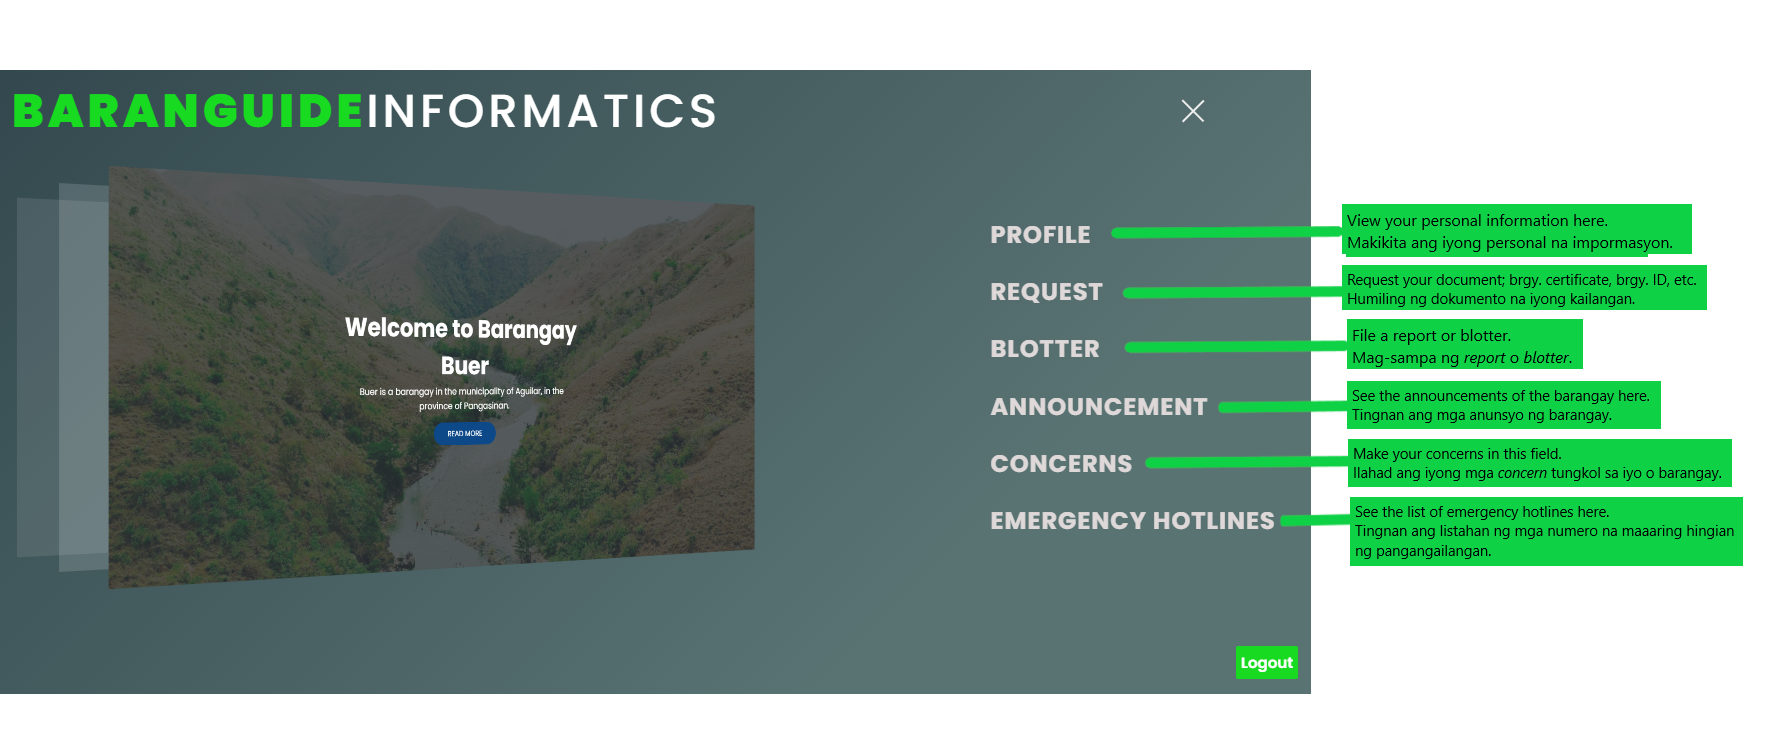 BARANGUIDEINFORMATICS
Welcome to Barangay
Buer
Buer is a barangay in the municipality of Aguilar, in the
province of Pangasinan.
READ MORE
PROFILE
View your personal information here.
Makikita ang iyong personal na impormasyon.
REQUEST
Request your document; brgy. certificate, brgy. ID, etc.
Humiling ng dokumento na iyong kailangan.
BLOTTER
File a report or blotter.
Mag-sampa ng report o blotter.
ANNOUNCEMENT
See the announcements of the barangay here.
Tingnan ang mga anunsyo ng barangay.
CONCERNS
Make your concerns in this field.
Ilahad ang iyong mga concern tungkol sa iyo o barangay.
EMERGENCY HOTLINES
See the list of emergency hotlines here.
Tingnan ang listahan ng mga numero na maaaring hingian
ng pangangailangan.
Logout